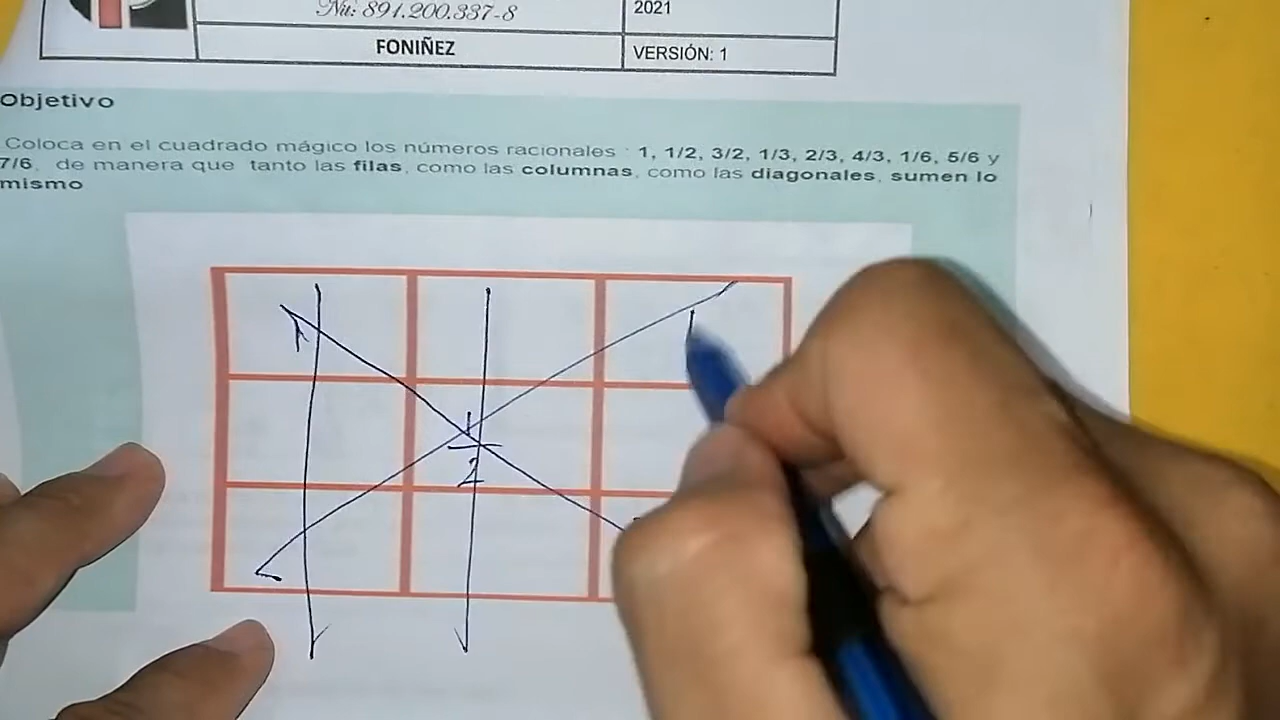 Nit: 891.200.337-8
2021
FONIÑEZ
VERSIÓN: 1
Objetivo
Coloca en el cuadrado mágico los números racionales : 1, 1/2, 3/2, 1/3, 2/3, 4/3, 1/6, 5/6 y
7/6, de manera que tanto las filas, como las columnas, como las diagonales, sumen lo
mismo
1
2